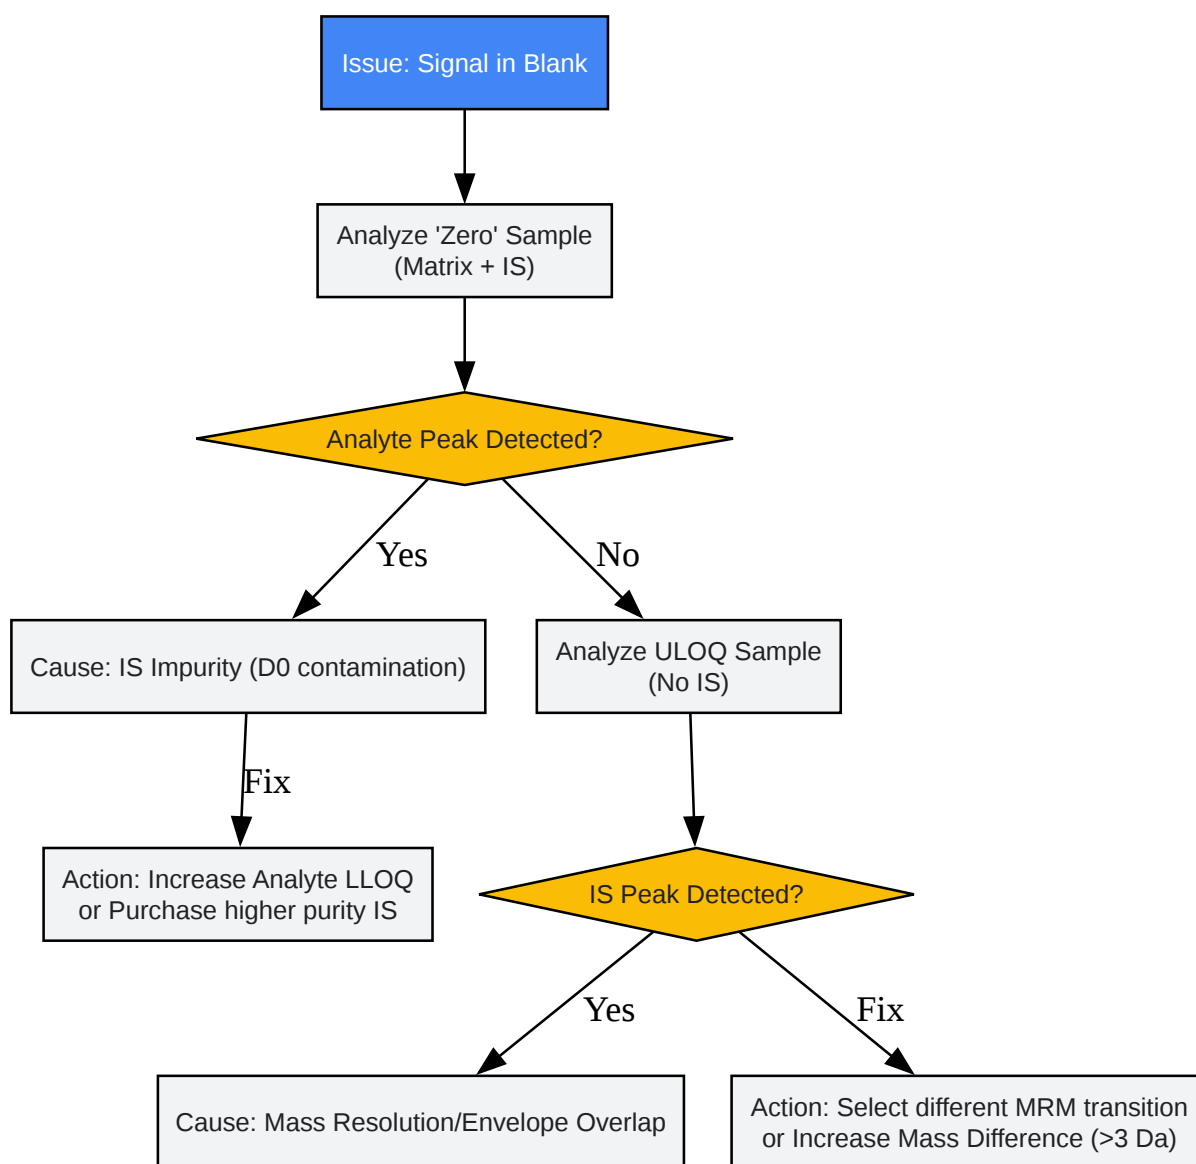 Issue: Signal in Blank
Analyze 'Zero' Sample
(Matrix + IS)
Analyte Peak Detected?
Yes
No
Cause: IS Impurity (D0 contamination)
Analyze ULOQ Sample
(No IS)
Fix
Action: Increase Analyte LLOQ
or Purchase higher purity IS
IS Peak Detected?
Yes
Fix
Cause: Mass Resolution/Envelope Overlap
Action: Select different MRM transition
or Increase Mass Difference (>3 Da)